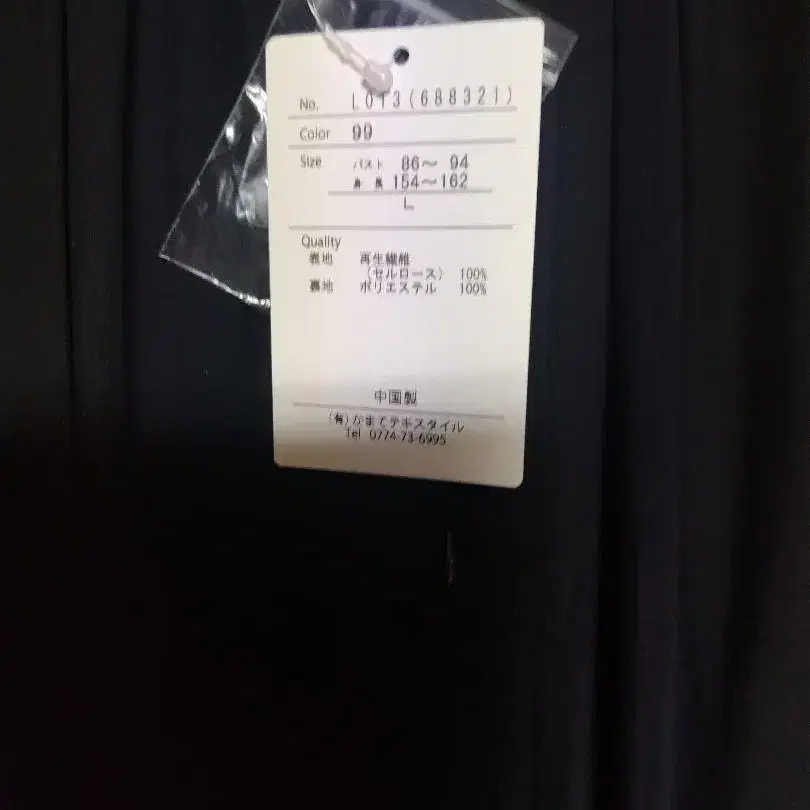 No. L013(688321)
Color 99
Size バスト 86〜 94
身 長 154〜162
L
Quality
表地 再生繊維
(セルロース) 100%
裏地 ポリエステル 100%
中国製
(有)かまてテキスタイル
Tel 0774-73-6995